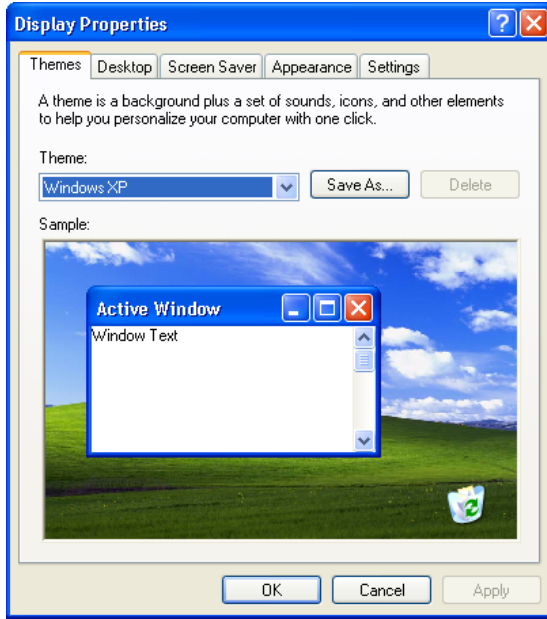 Display Properties
Themes
Desktop
Screen Saver
Appearance
Settings
A theme is a background plus a set of sounds, icons, and other elements
to help you personalize your computer with one click.
Theme:
Windows XP
Save As...
Delete
Sample:
Active Window
Window Text
OK
Cancel
Apply